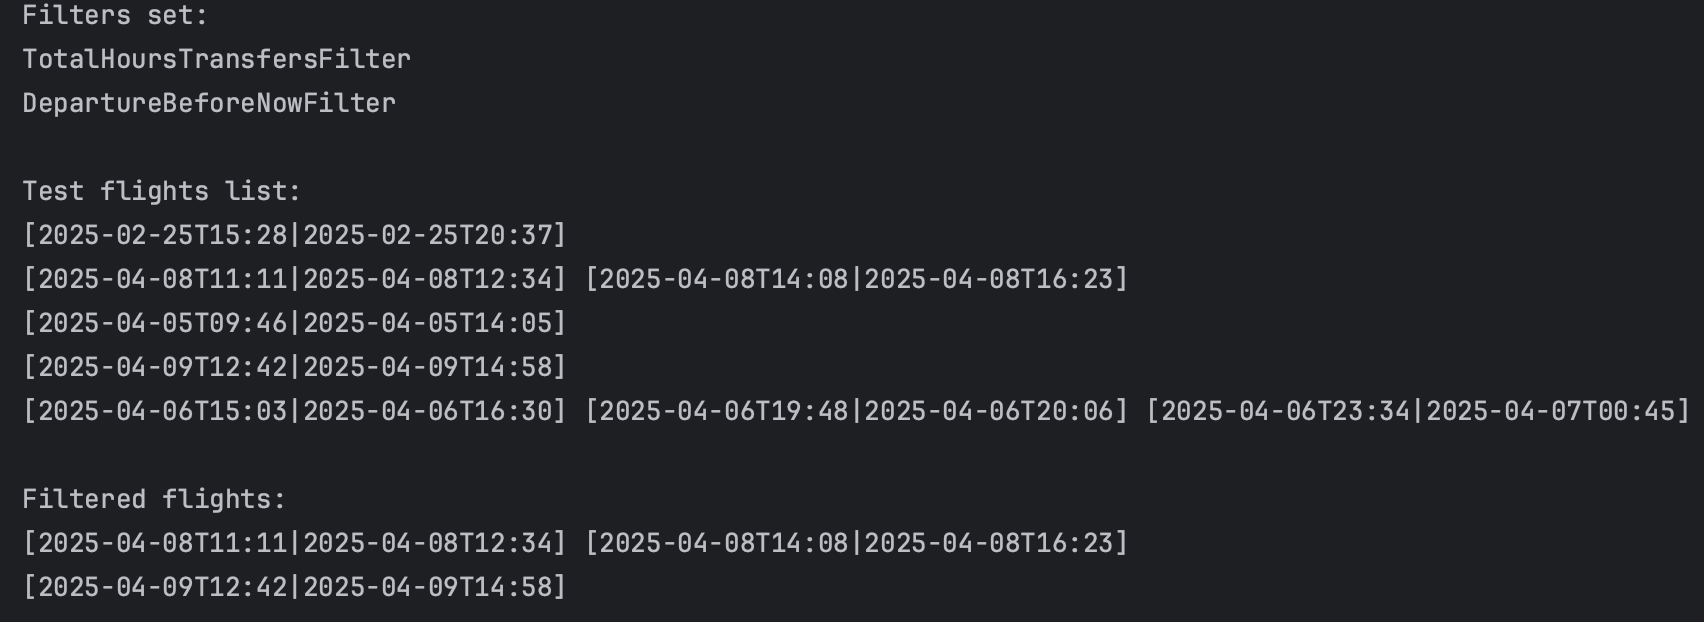 Filters set:
TotalHoursTransfersFilter
DepartureBeforeNowFilter
Test flights list:
[2025-02-25T15:28|2025-02-25T20:37]
[2025-04-08T11:11|2025-04-08T12:34] [2025-04-08T14:08|2025-04-08T16:23]
[2025-04-05T09:46|2025-04-05T14:05]
[2025-04-09T12:42|2025-04-09T14:58]
[2025-04-06T15:03|2025-04-06T16:30] [2025-04-06T19:48|2025-04-06T20:06] [2025-04-06T23:34|2025-04-07T00:45]
Filtered flights:
[2025-04-08T11:11|2025-04-08T12:34] [2025-04-08T14:08|2025-04-08T16:23]
[2025-04-09T12:42|2025-04-09T14:58]